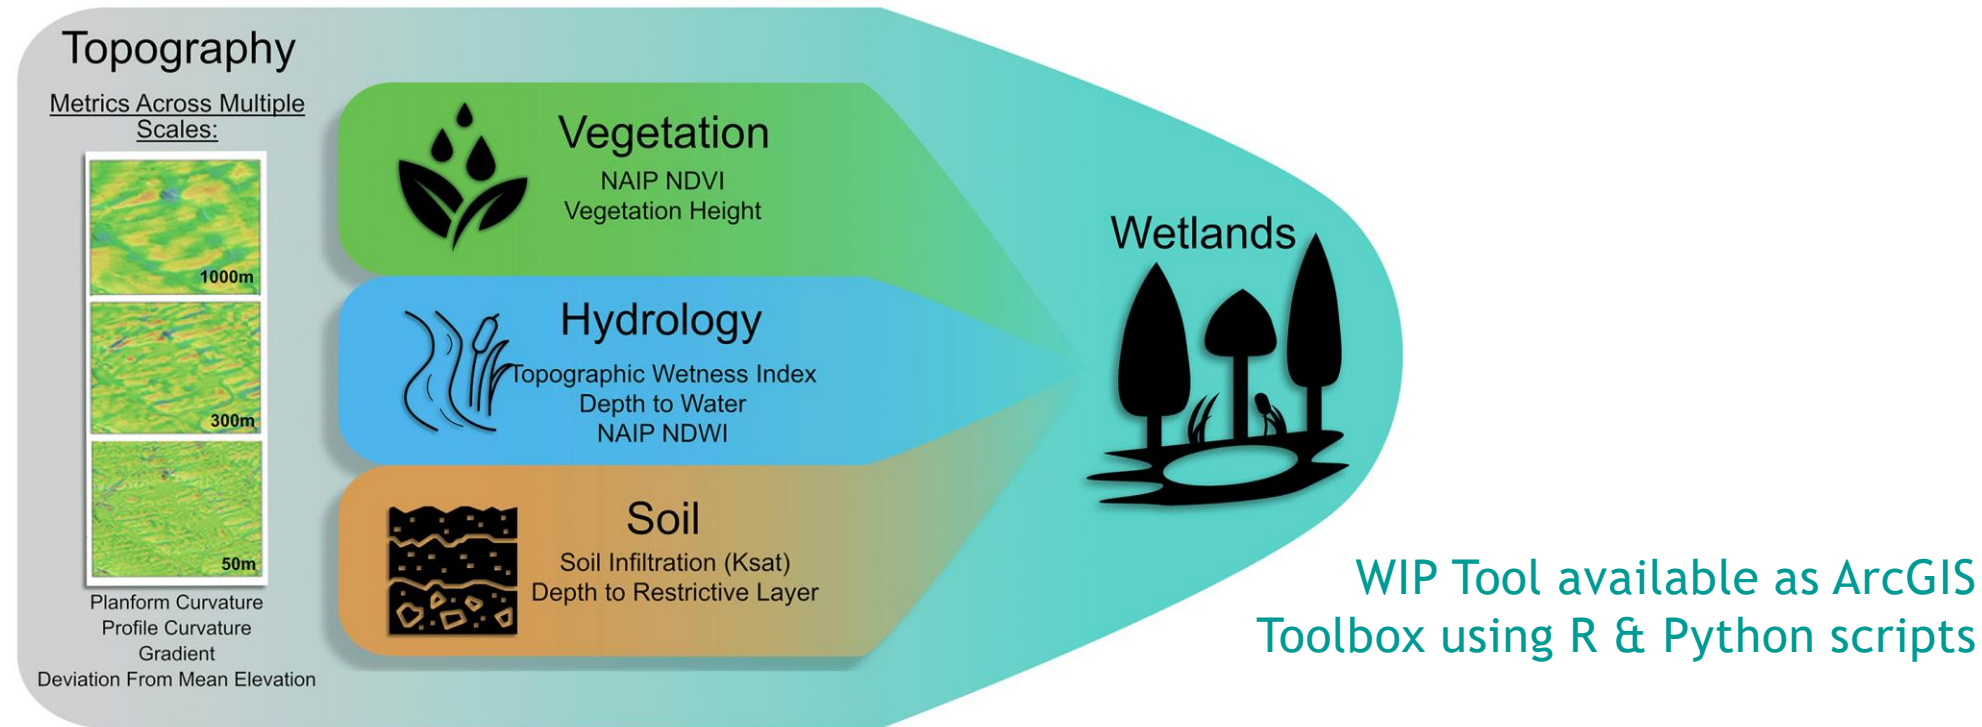 Topography
Metrics Across Multiple
Scales:
1000m
300m
50m
Planform Curvature
Profile Curvature
Gradient
Deviation From Mean Elevation
Vegetation
NAIP NDVI
Vegetation Height
Hydrology
Topographic Wetness Index
Depth to Water
NAIP NDWI
Soil
Soil Infiltration (Ksat)
Depth to Restrictive Layer
Wetlands
WIP Tool available as ArcGIS
Toolbox using R & Python scripts